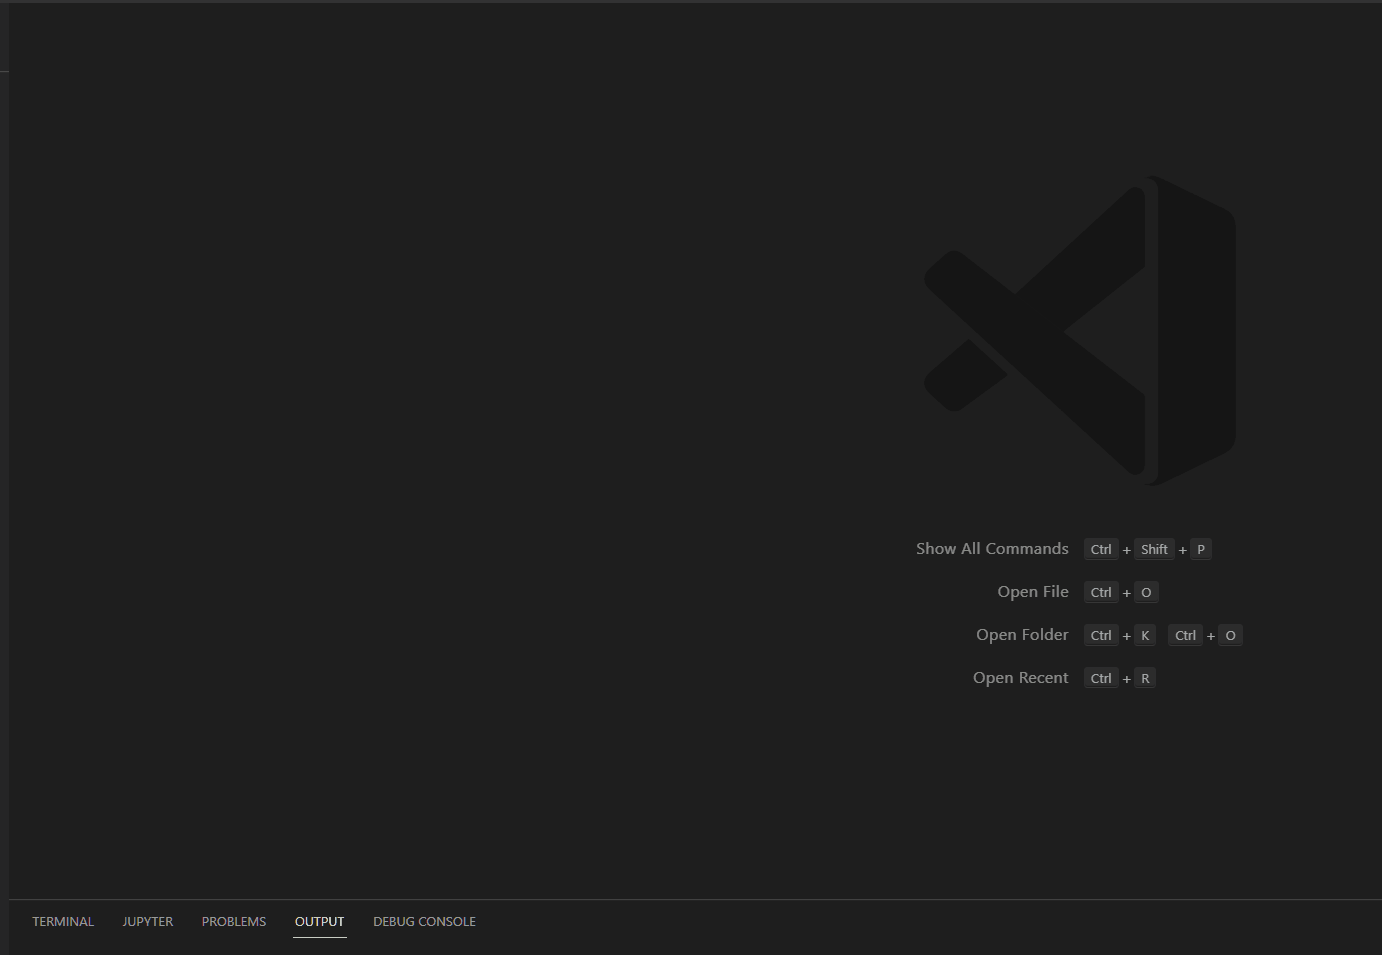 Show All Commands Ctrl + Shift + P
Open File Ctrl + O
Open Folder Ctrl + K Ctrl + O
Open Recent Ctrl + R
TERMINAL JUPYTER PROBLEMS OUTPUT DEBUG CONSOLE